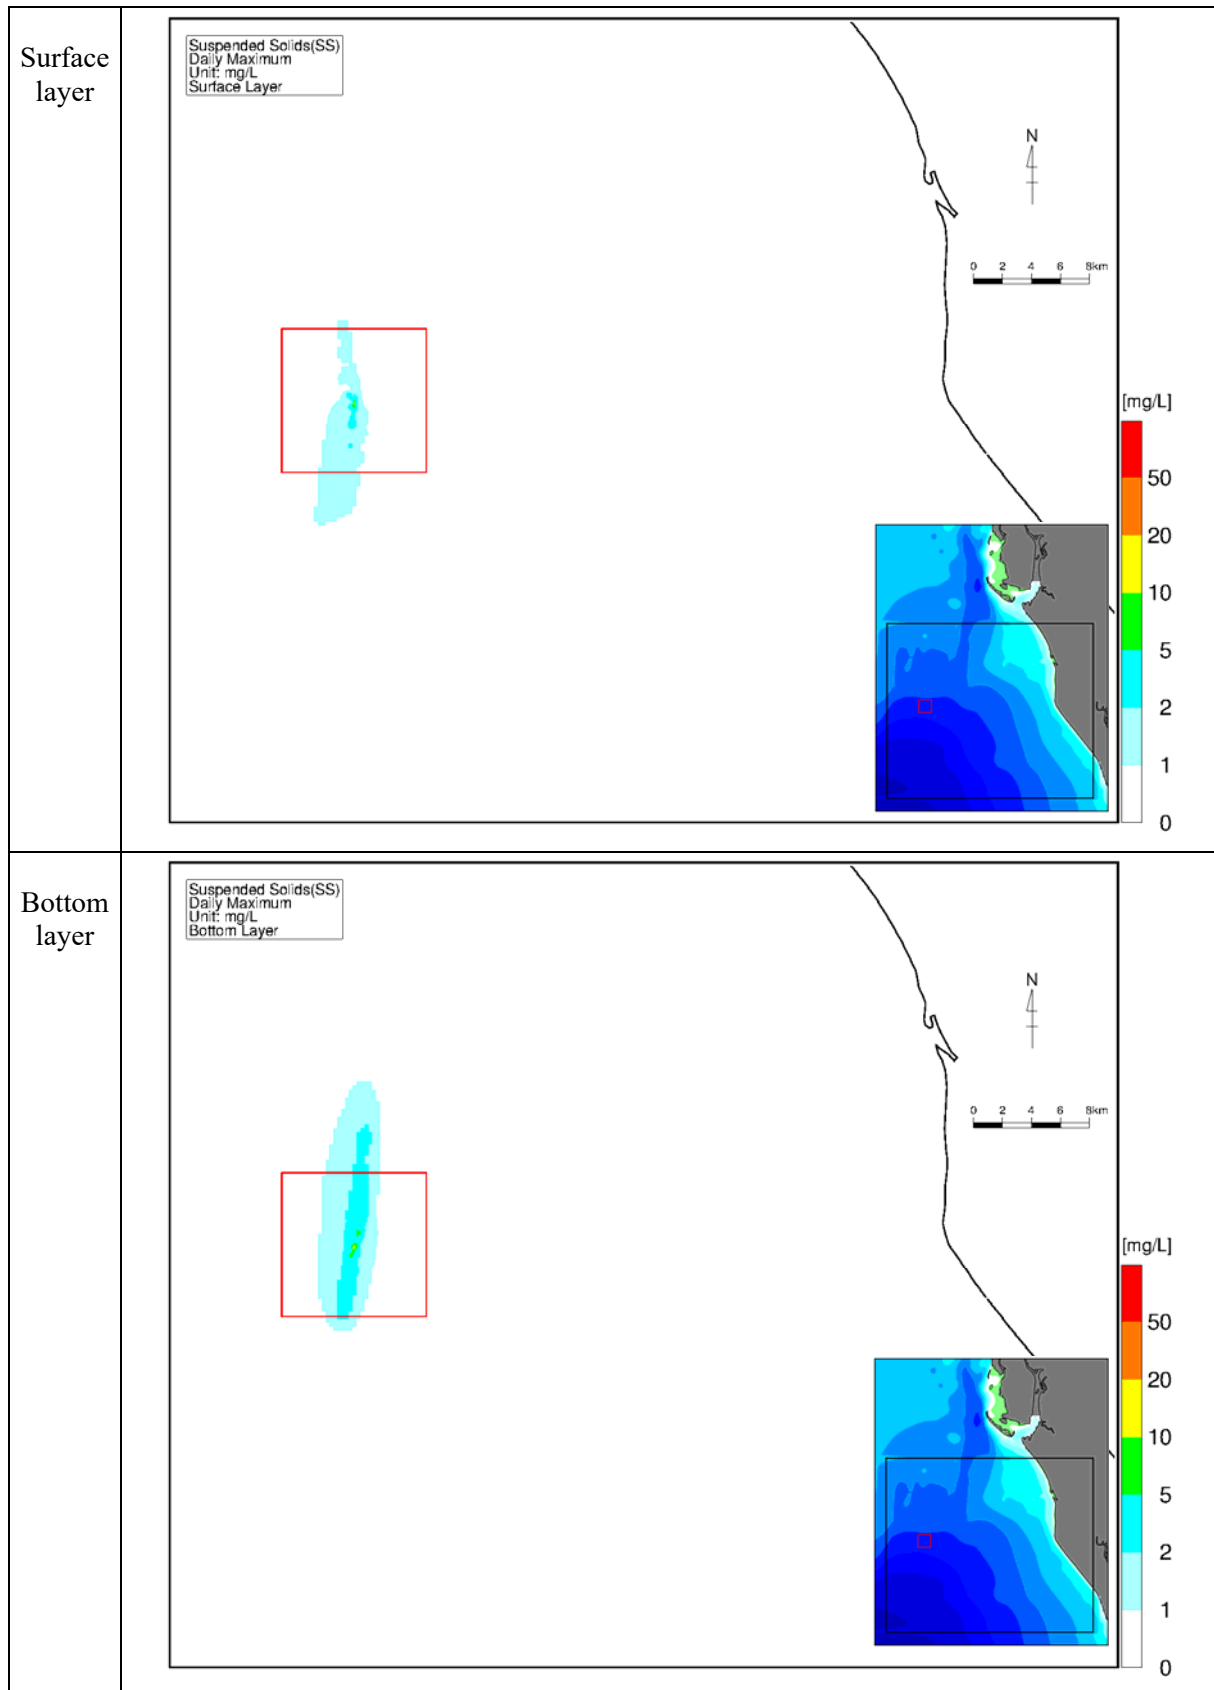 Surface
layer
Suspended Solids(SS)
Daily Maximum
Unit: mg/L
Surface Layer
N
0 2 4 6 8km
[mg/L]
50
20
10
5
2
1
0
Bottom
layer
Suspended Solids(SS)
Daily Maximum
Unit: mg/L
Bottom Layer
N
0 2 4 6 8km
[mg/L]
50
20
10
5
2
1
0